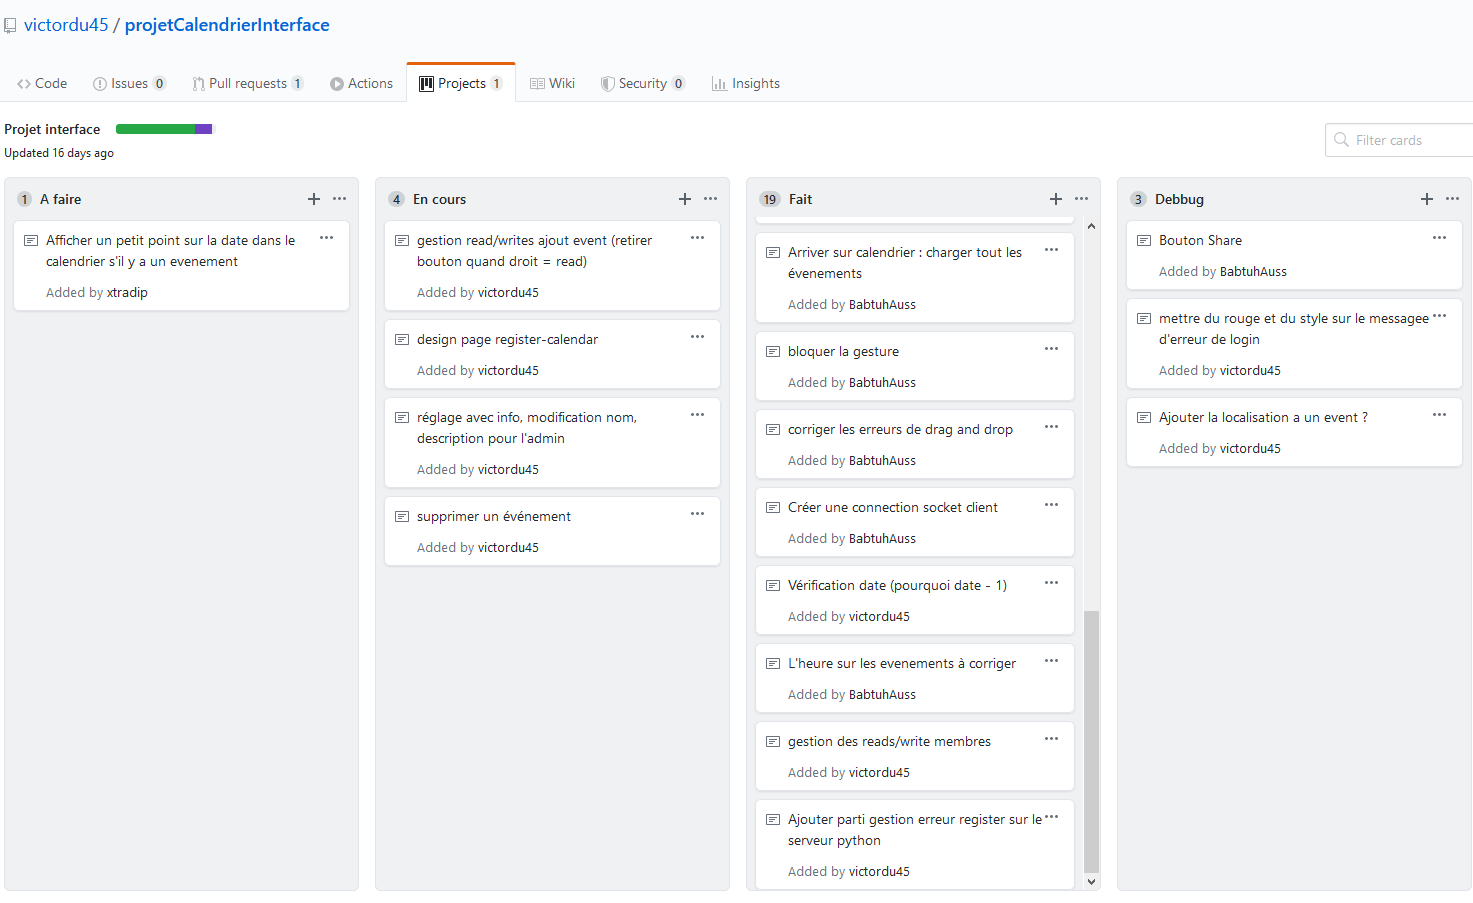 victordu45 / projetCalendrierInterface
Code
Issues 0
Pull requests 1
Actions
Projects 1
Wiki
Security 0
Insights
Projet interface
Updated 16 days ago
Filter cards
1 A faire
Afficher un petit point sur la date dans le
calendrier s'il y a un evenement
Added by xtradip
4 En cours
gestion read/writes ajout event (retirer
bouton quand droit = read)
Added by victordu45
design page register-calendar
Added by victordu45
réglage avec info, modification nom,
description pour l'admin
Added by victordu45
supprimer un événement
Added by victordu45
19 Fait
Arriver sur calendrier : charger tout les
évenements
Added by BabtuhAuss
bloquer la gesture
Added by BabtuhAuss
corriger les erreurs de drag and drop
Added by BabtuhAuss
Créer une connection socket client
Added by BabtuhAuss
Vérification date (pourquoi date - 1)
Added by victordu45
L'heure sur les evenements à corriger
Added by BabtuhAuss
gestion des reads/write membres
Added by victordu45
Ajouter parti gestion erreur register sur le
serveur python
Added by victordu45
3 Debbug
Bouton Share
Added by BabtuhAuss
mettre du rouge et du style sur le messagee
d'erreur de login
Added by victordu45
Ajouter la localisation a un event ?
Added by victordu45